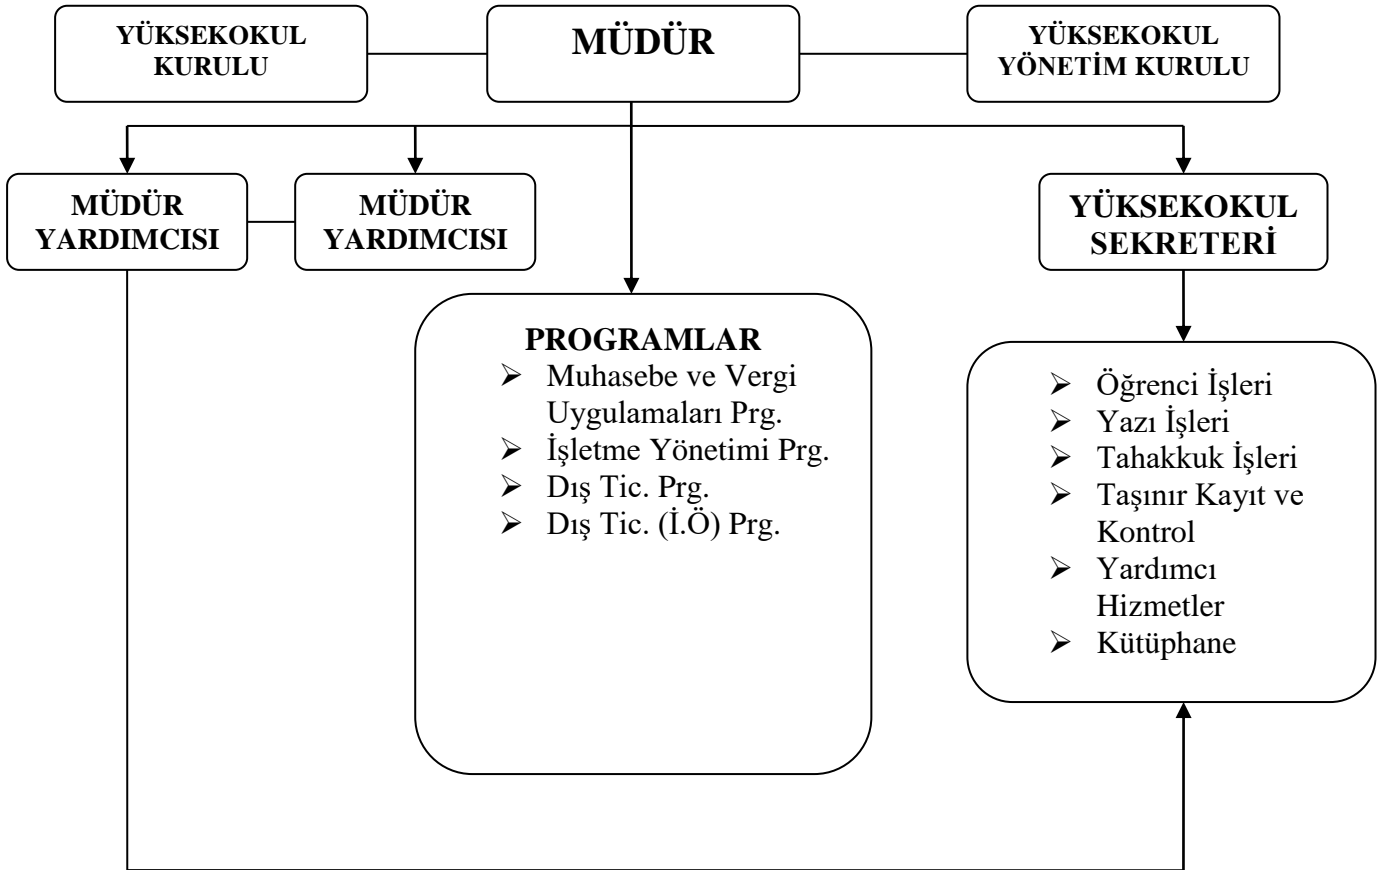 YÜKSEKOKUL
KURULU
MÜDÜR
YÜKSEKOKUL
YÖNETİM KURULU
MÜDÜR
YARDIMCISI
MÜDÜR
YARDIMCISI
YÜKSEKOKUL
SEKRETERİ
PROGRAMLAR
➢ Muhasebe ve Vergi
Uygulamaları Prg.
➢ İşletme Yönetimi Prg.
➢ Dış Tic. Prg.
➢ Dış Tic. (İ.Ö) Prg.
➢ Öğrenci İşleri
➢ Yazı İşleri
➢ Tahakkuk İşleri
➢ Taşınır Kayıt ve
Kontrol
➢ Yardımcı
Hizmetler
➢ Kütüphane